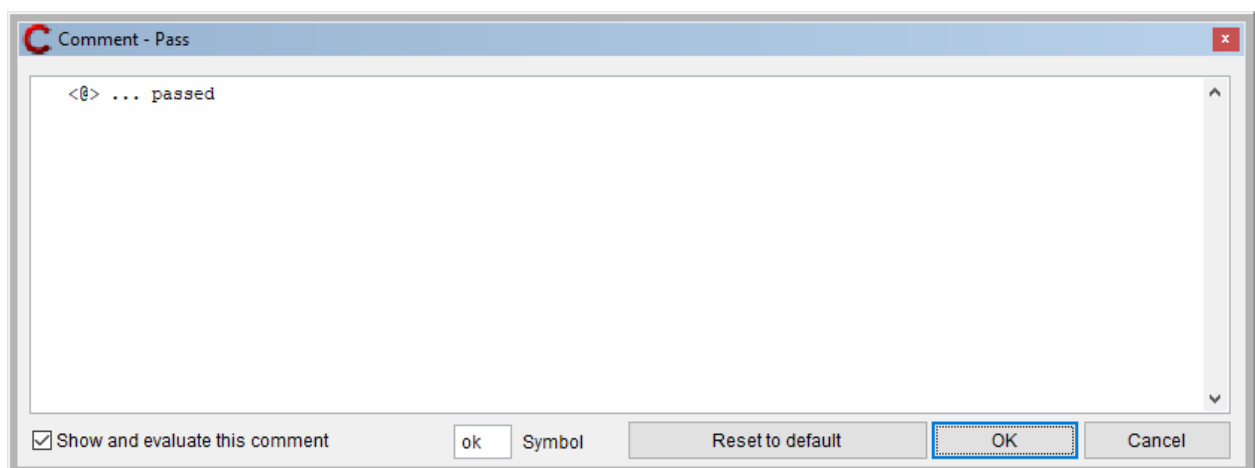 Comment - Pass
x
<@> ... passed
Show and evaluate this comment ok Symbol Reset to default OK Cancel